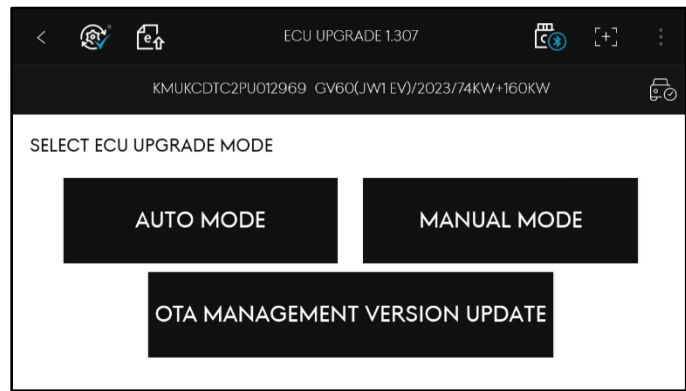 ECU UPGRADE 1.307
KMUKCDTC2PU012969 GV60(JW1 EV)/2023/74KW+160KW
SELECT ECU UPGRADE MODE
AUTO MODE MANUAL MODE
OTA MANAGEMENT VERSION UPDATE